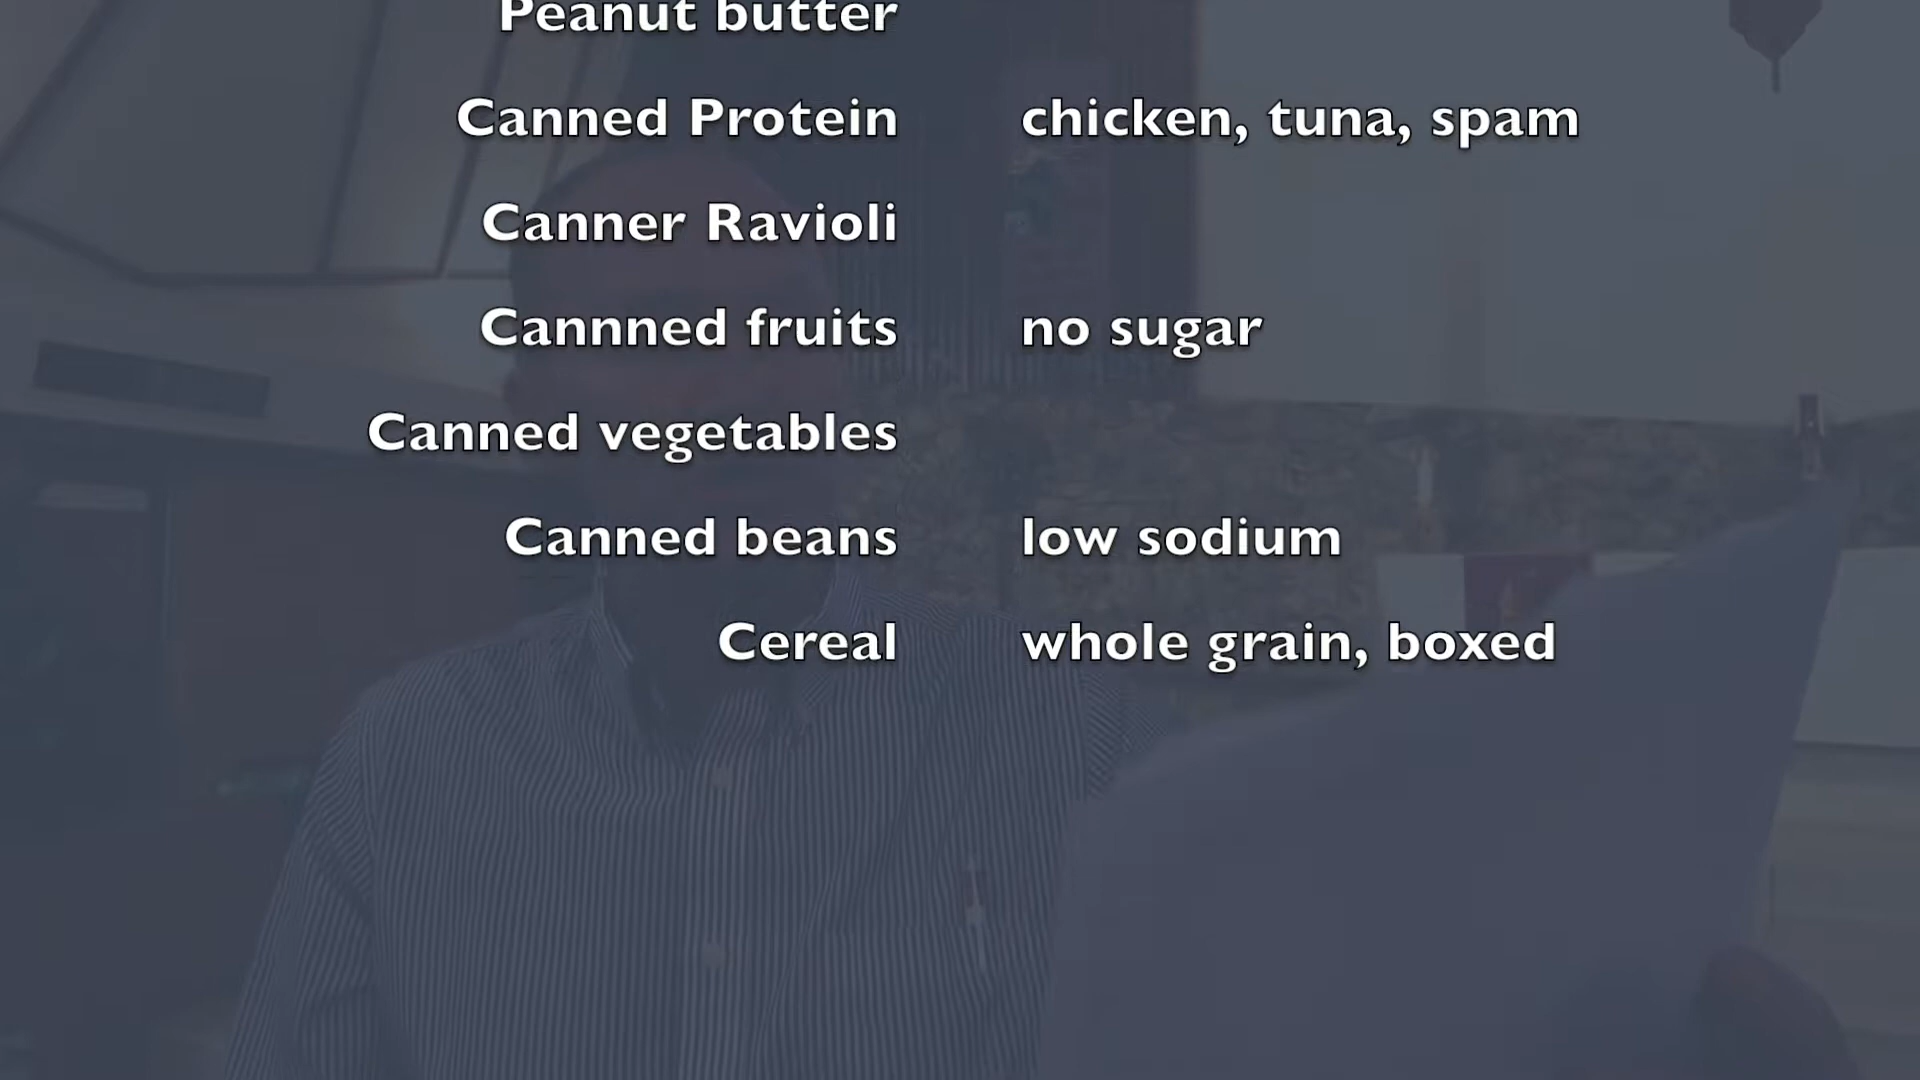 Peanut butter
Canned Protein chicken, tuna, spam
Canner Ravioli
Cannned fruits no sugar
Canned vegetables
Canned beans low sodium
Cereal whole grain, boxed